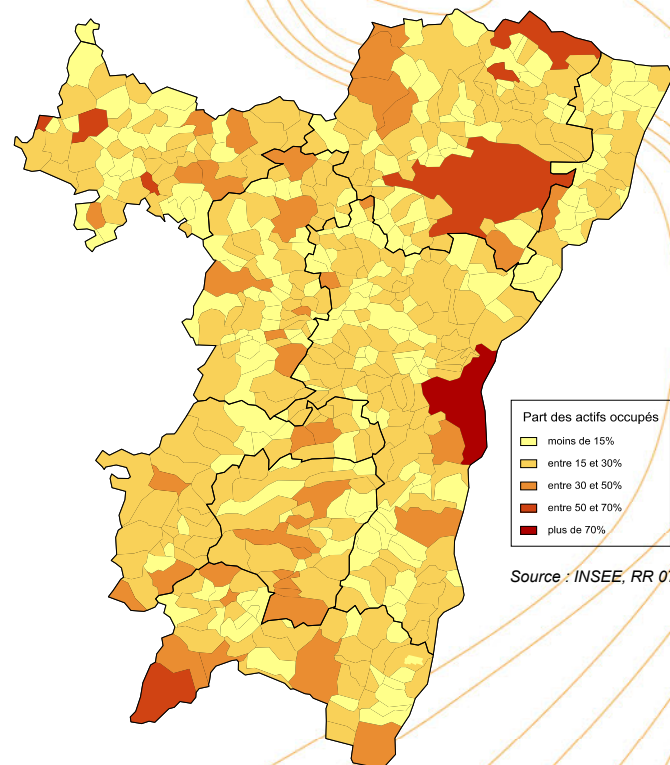 Part des actifs occupés
moins de 15%
entre 15 et 30%
entre 30 et 50%
entre 50 et 70%
plus de 70%
Source : INSEE, RR 07